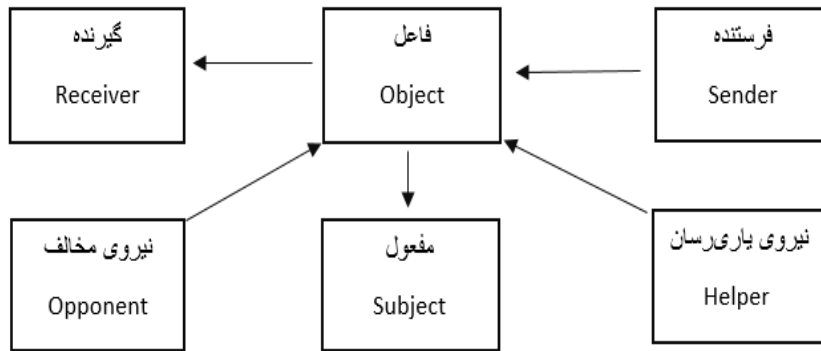 فرستنده
Sender
فاعل
Object
گیرنده
Receiver
نیروی یاری‌رسان
Helper
مفعول
Subject
نیروی مخالف
Opponent